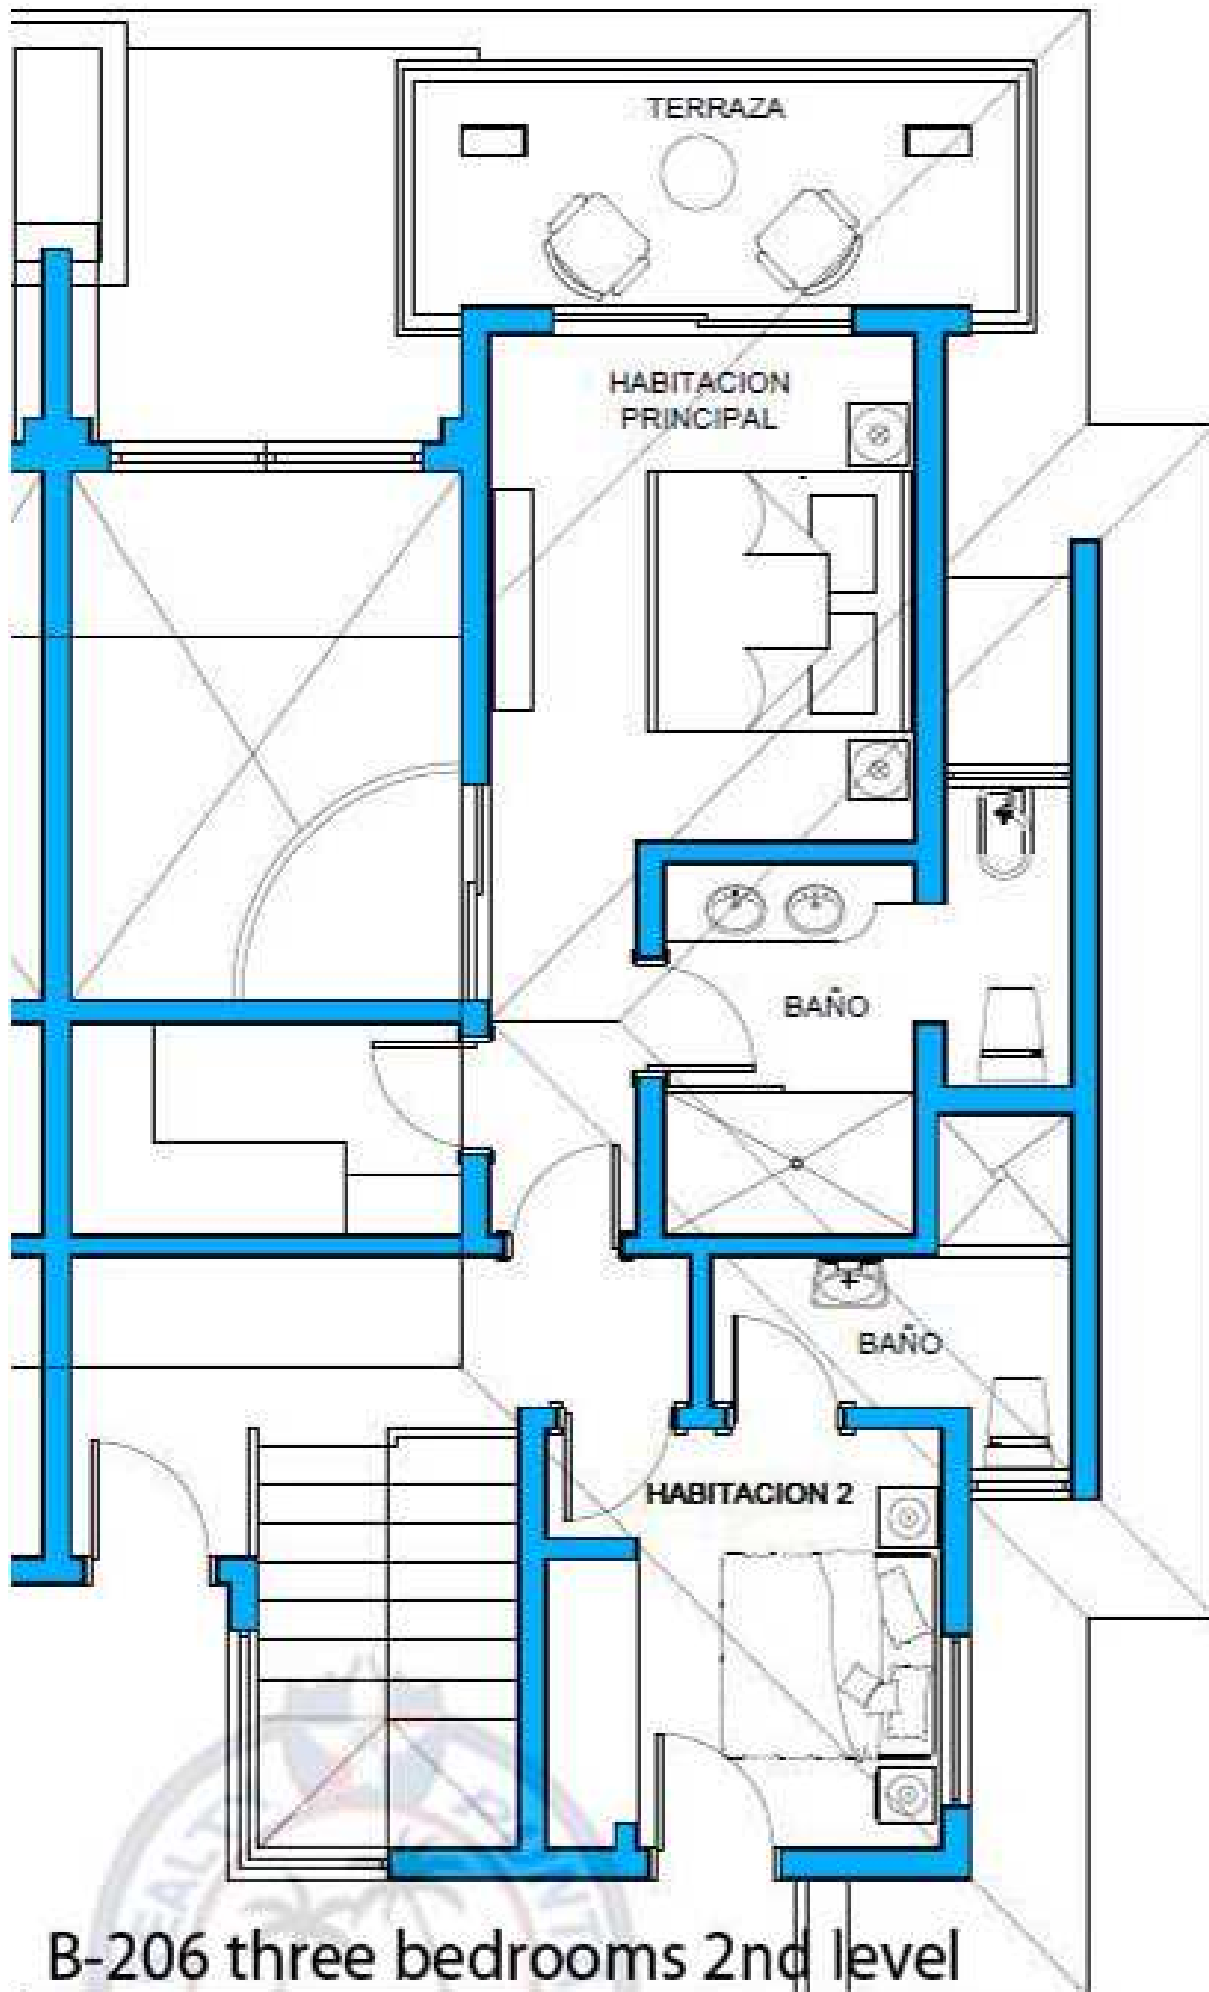 TERRAZA
HABITACION
PRINCIPAL
BAÑO
BAÑO
HABITACION 2
B-206 three bedrooms 2nd level